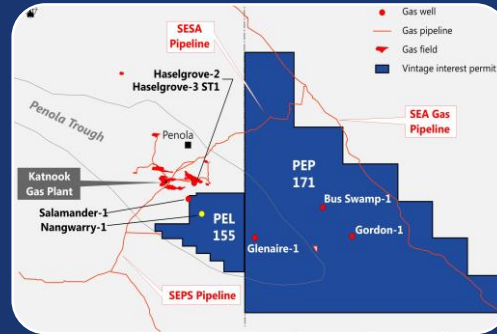 SESA
Pipeline
Gas well
Gas pipeline
Gas field
Vintage interest permit
Haselgrove-2
Haselgrove-3 ST1
SEA Gas
Pipeline
Penola Trough
Penola
Katnook
Gas Plant
PEP
171
Salamander-1
Nangwarry-1
PEL
155
Bus Swamp-1
Glenaire-1
Gordon-1
SEPS Pipeline